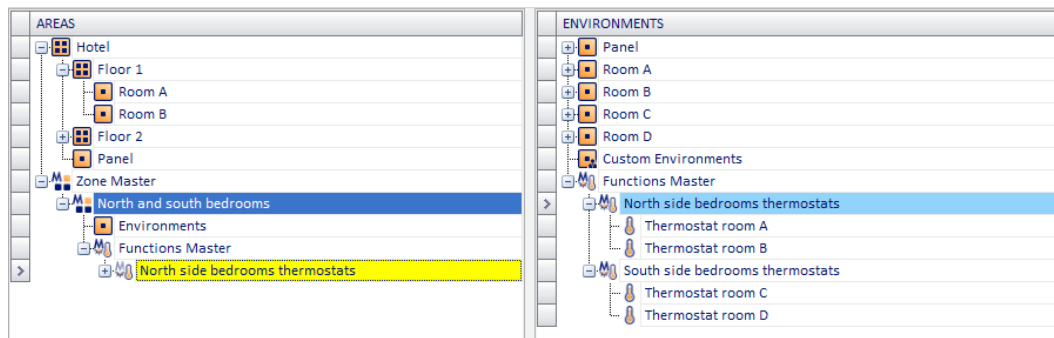 AREAS
Hotel
Floor 1
Room A
Room B
Floor 2
Panel
Zone Master
North and south bedrooms
Environments
Functions Master
North side bedrooms thermostats
ENVIRONMENTS
Panel
Room A
Room B
Room C
Room D
Custom Environments
Functions Master
North side bedrooms thermostats
Thermostat room A
Thermostat room B
South side bedrooms thermostats
Thermostat room C
Thermostat room D